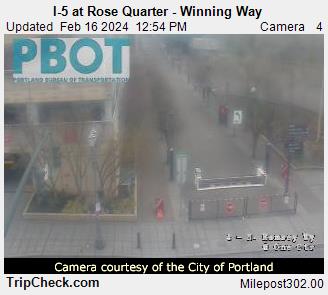 I-5 at Rose Quarter - Winning Way
Updated Feb 16 2024 12:54 PM Camera 4
PBOT
PORTLAND BUREAU OF TRANSPORTATION
Camera courtesy of the City of Portland
TripCheck.com Milepost302.00